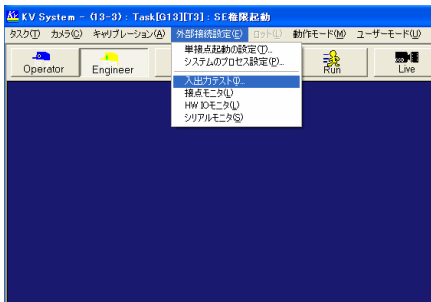 KV System - (13-3) : Task[G13][T3] : SE権限起動
タスク(T) カメラ(C) キャリブレーション(A) 外部接続設定(E) ロット(L) 動作モード(M) ユーザーモード(U)
単接点起動の設定(T)...
システムのプロセス設定(P)...
Operator Engineer Run Live
入出力テスト(I)...
接点モニタ(L)
HW IOモニタ(L)
シリアルモニタ(S)